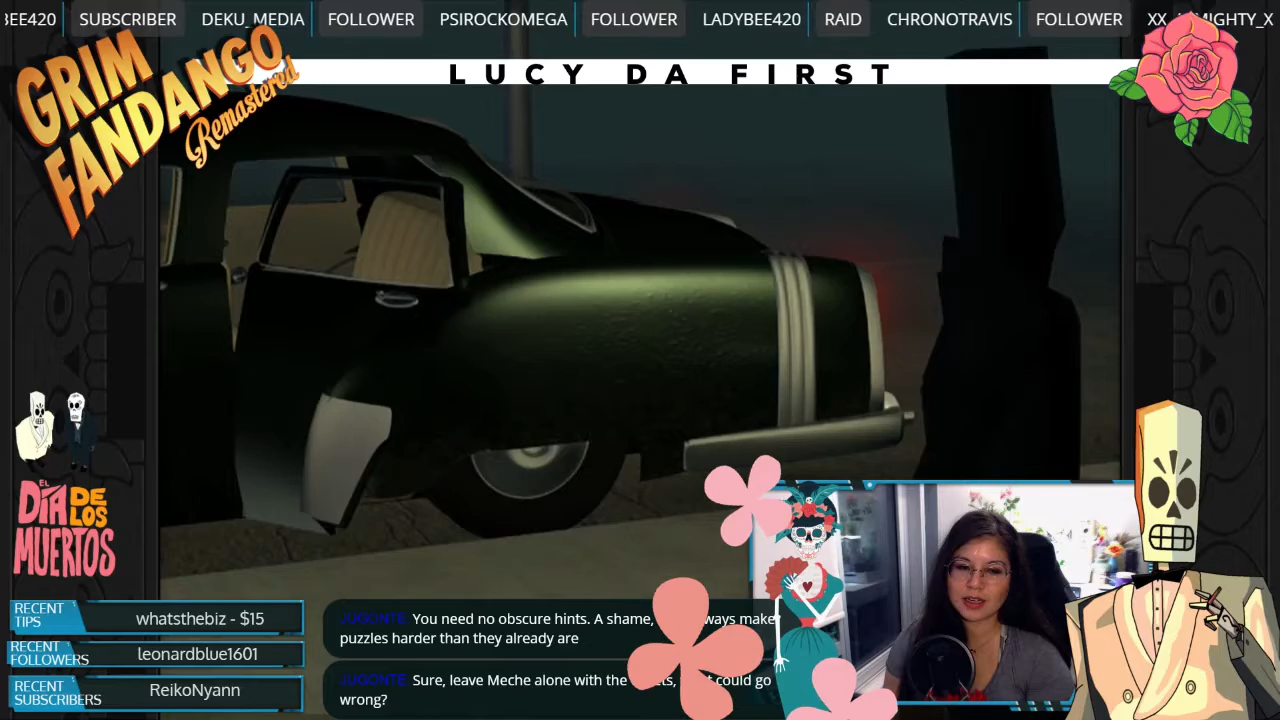 BEE420 SUBSCRIBER DEKU_MEDIA FOLLOWER PSIROCKOMEGA FOLLOWER LADYBEE420 RAID CHRONOTRAVIS FOLLOWER
LUCY DA FIRST
GRIM
FANDANGO
Remastered
EL
DÍA DE
LOS
MUERTOS
RECENT
TIPS
whatsthebiz - $15
RECENT
FOLLOWERS
leonardblue1601
RECENT
SUBSCRIBERS
ReikoNyann
JUGONTE: You need no obscure hints. A shame, make
puzzles harder than they already are
JUGONTE: Sure, leave Meche alone with the could go
wrong?